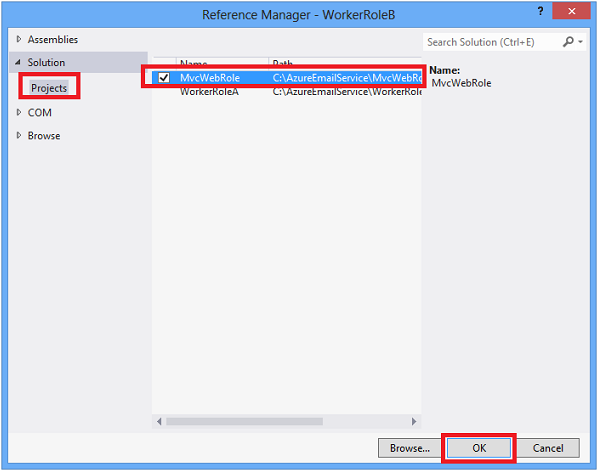 Reference Manager - WorkerRoleB
?
Assemblies
Solution
Projects
COM
Browse
Name Path
MvcWebRole C:\AzureEmailService\MvcWebRo
WorkerRoleA C:\AzureEmailService\WorkerRole
Search Solution (Ctrl+E)
Name:
MvcWebRole
Browse... OK Cancel